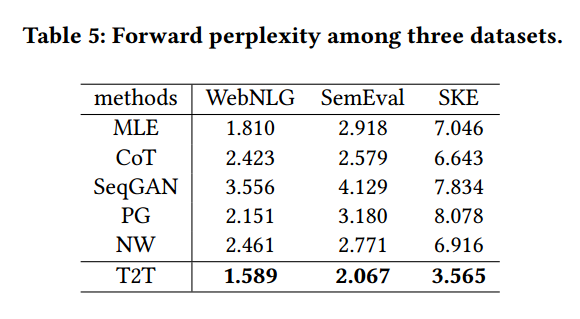 Table 5: Forward perplexity among three datasets.
methods WebNLG SemEval SKE
MLE 1.810 2.918 7.046
CoT 2.423 2.579 6.643
SeqGAN 3.556 4.129 7.834
PG 2.151 3.180 8.078
NW 2.461 2.771 6.916
T2T 1.589 2.067 3.565